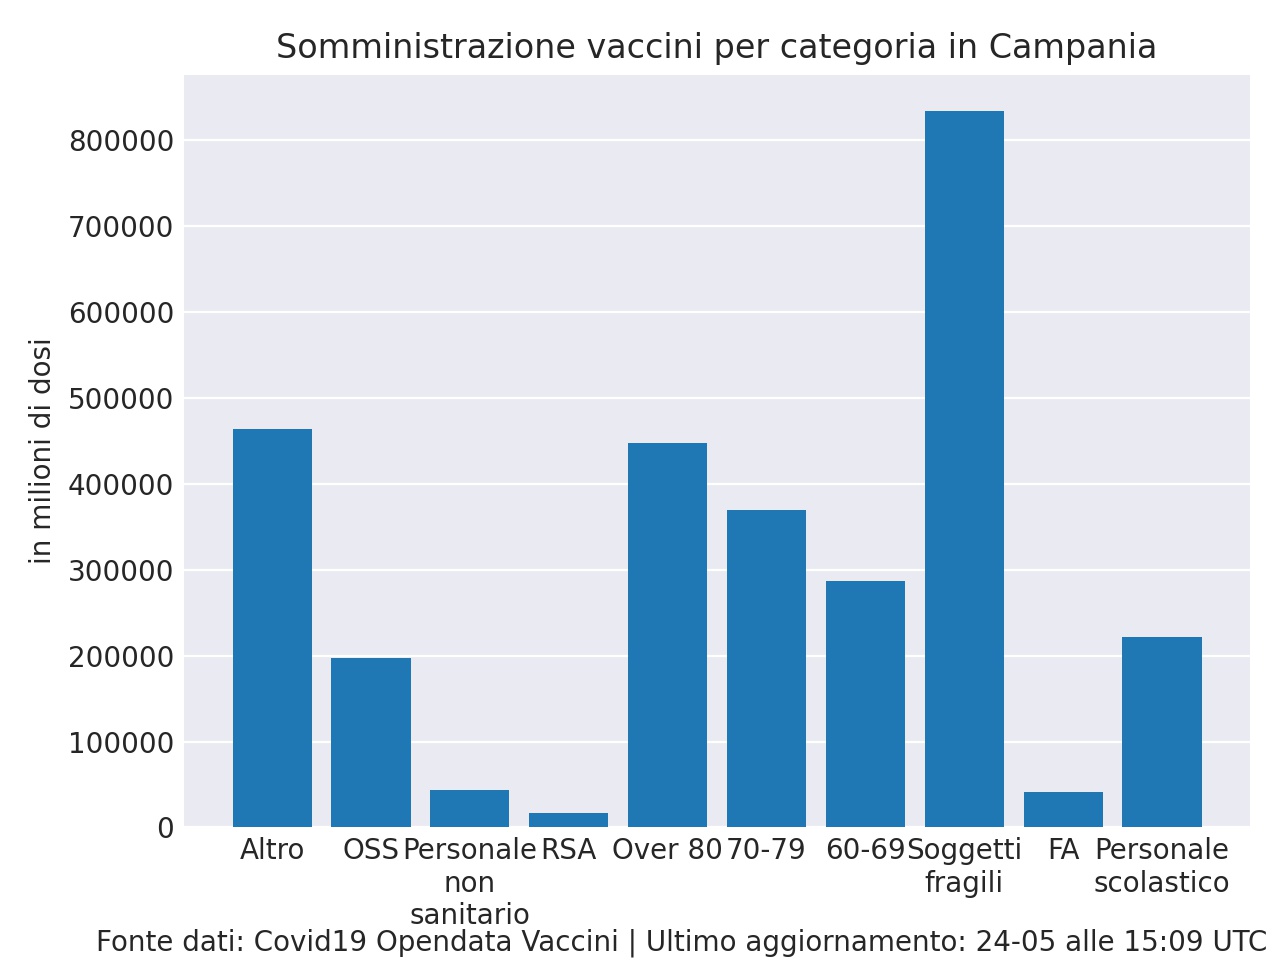 Somministrazione vaccini per categoria in Campania
in milioni di dosi
800000
700000
600000
500000
400000
300000
200000
100000
0
Altro
OSS
Personale
non
sanitario
RSA
Over 80
70-79
60-69
Soggetti
fragili
FA
Personale
scolastico
Fonte dati: Covid19 Opendata Vaccini | Ultimo aggiornamento: 24-05 alle 15:09 UTC